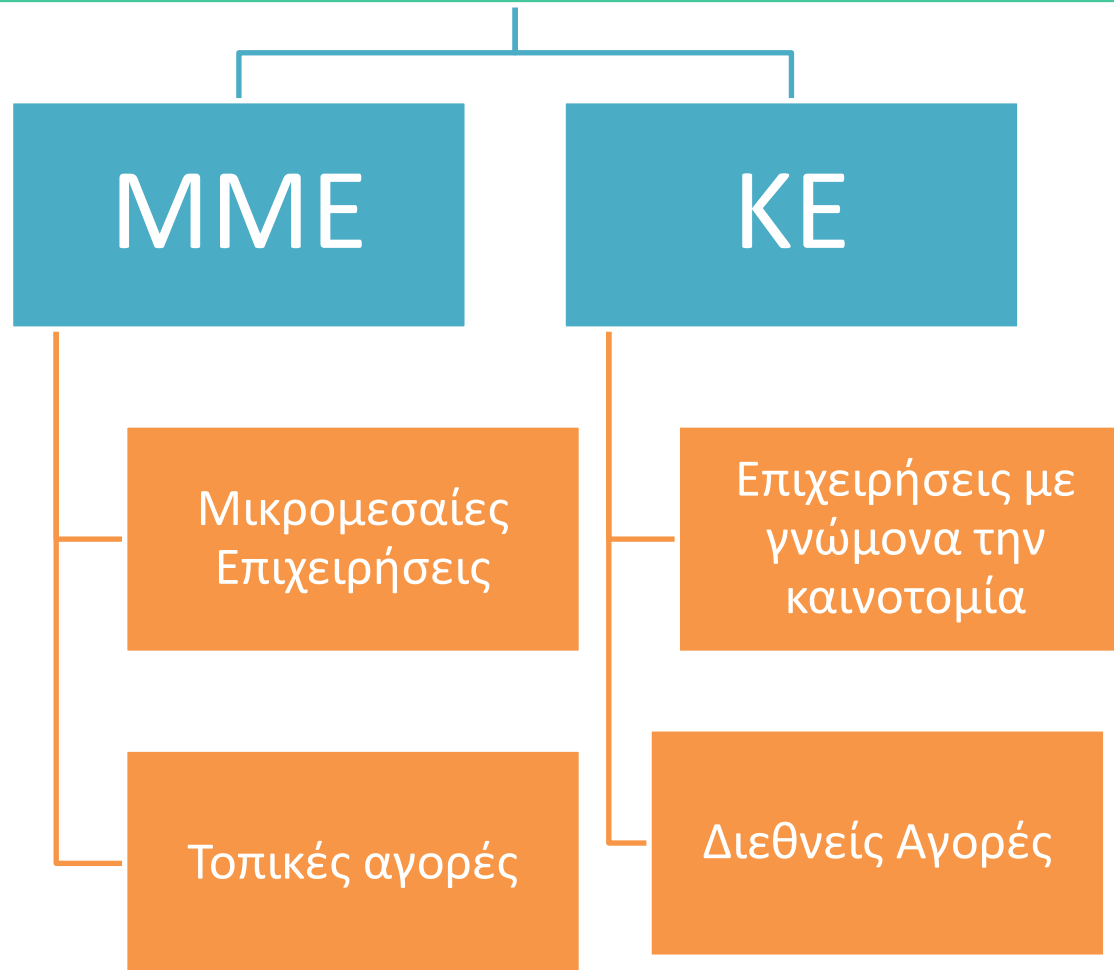 ΜΜΕ
ΚΕ
Μικρομεσαίες
Επιχειρήσεις
Τοπικές αγορές
Επιχειρήσεις με
γνώμονα την
καινοτομία
Διεθνείς Αγορές